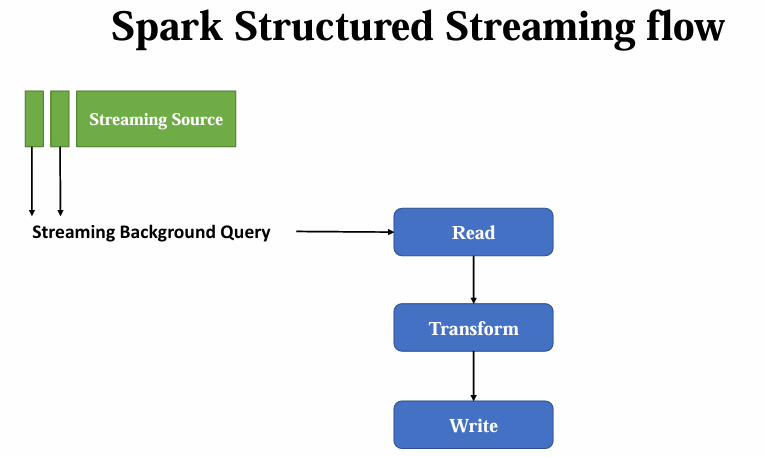 Spark Structured Streaming flow
Streaming Source
Streaming Background Query
Read
Transform
Write